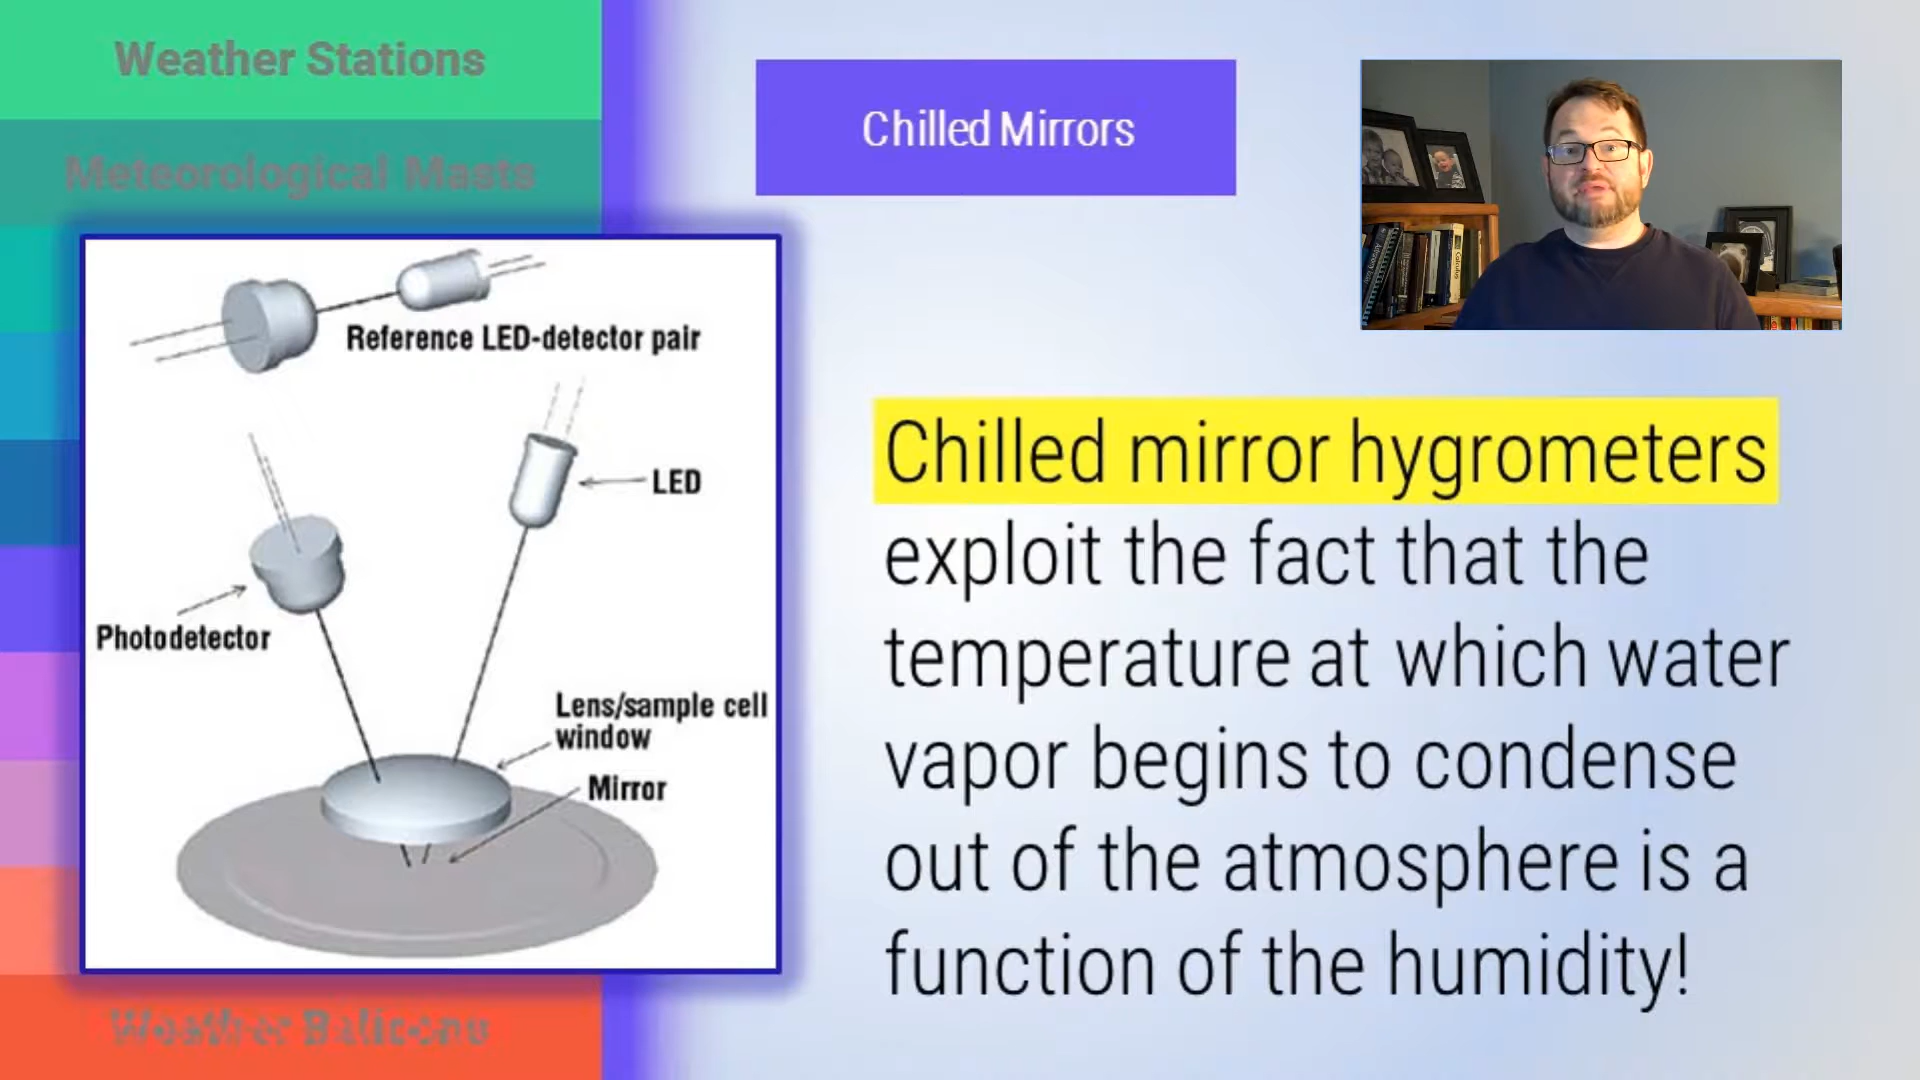 Weather Stations
Meteorological Masts
Chilled Mirrors
Reference LED-detector pair
LED
Photodetector
Lens/sample cell
window
Mirror
Chilled mirror hygrometers
exploit the fact that the
temperature at which water
vapor begins to condense
out of the atmosphere is a
function of the humidity!
Weather Balloons
Calculus